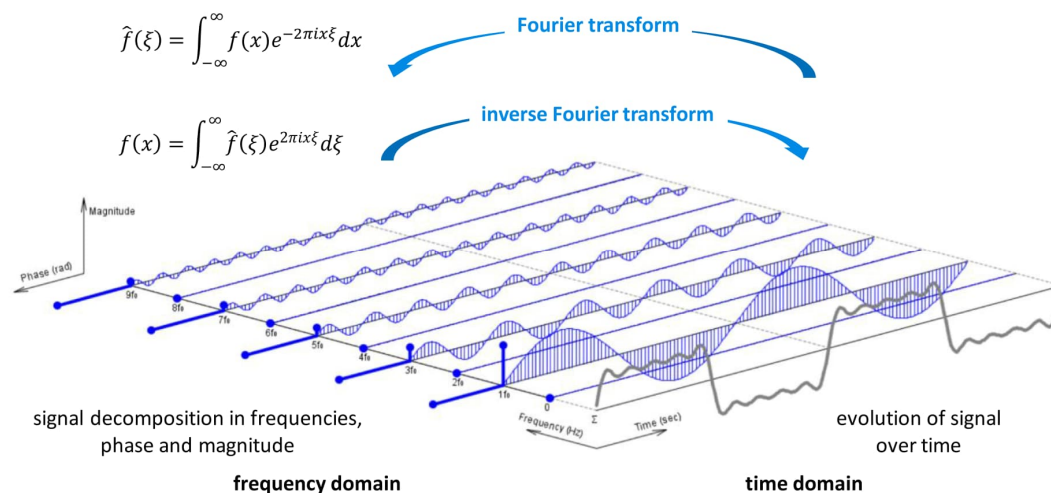 f̂(ξ) = ∫_{-∞}^{∞} f(x)e^{-2πixξ}dx
Fourier transform
f(x) = ∫_{-∞}^{∞} f̂(ξ)e^{2πixξ}dξ
inverse Fourier transform
Magnitude
Phase (rad)
9f₀
8f₀
7f₀
6f₀
5f₀
4f₀
3f₀
2f₀
1f₀
0
Σ
Frequency (Hz)
Time (sec)
signal decomposition in frequencies,
phase and magnitude
evolution of signal
over time
frequency domain
time domain